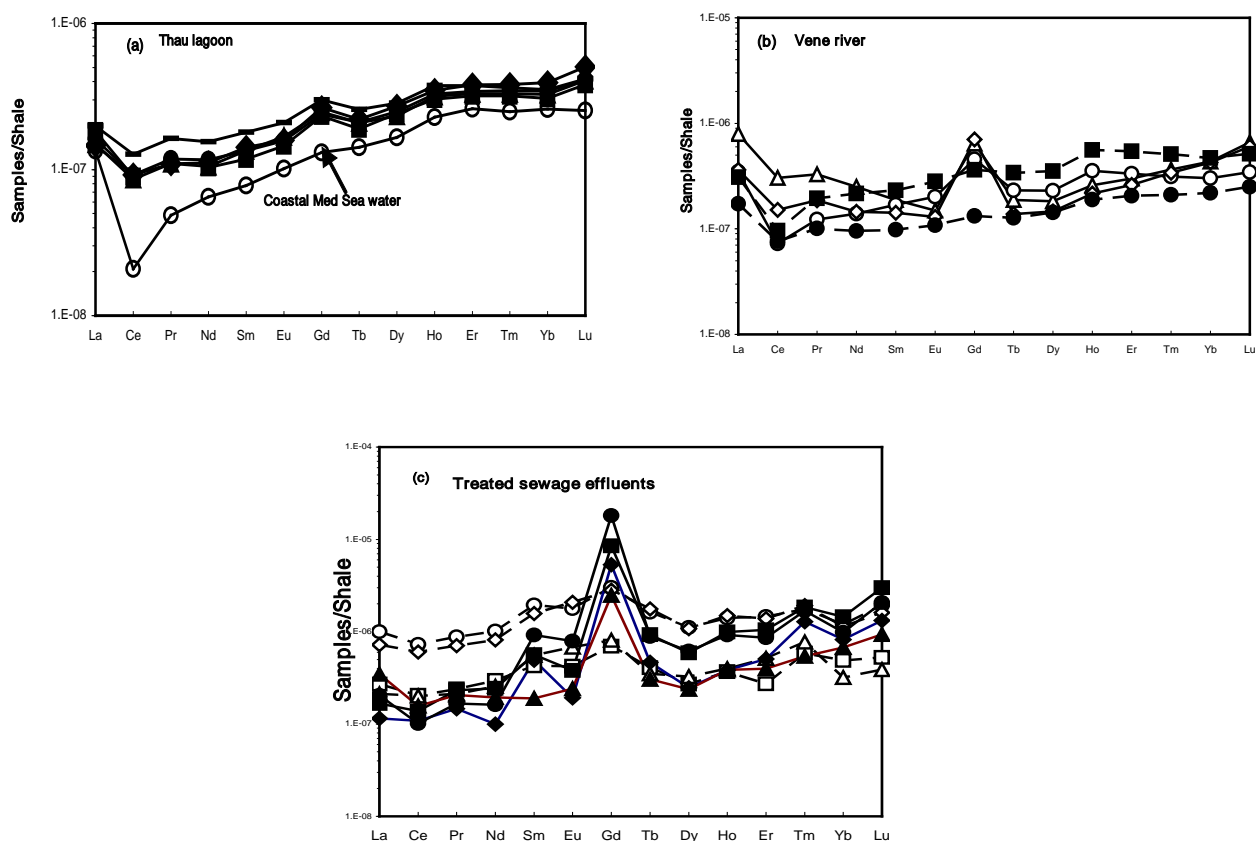 1.E-06
(a) Thau lagoon
Samples/Shale
1.E-07
Coastal Med Sea water
1.E-08
La Ce Pr Nd Sm Eu Gd Tb Dy Ho Er Tm Yb Lu
1.E-05
(b) Vene river
Samples/Shale
1.E-06
1.E-07
1.E-08
La Ce Pr Nd Sm Eu Gd Tb Dy Ho Er Tm Yb Lu
1.E-04
(c) Treated sewage effluents
1.E-05
Samples/Shale
1.E-06
1.E-07
1.E-08
La Ce Pr Nd Sm Eu Gd Tb Dy Ho Er Tm Yb Lu